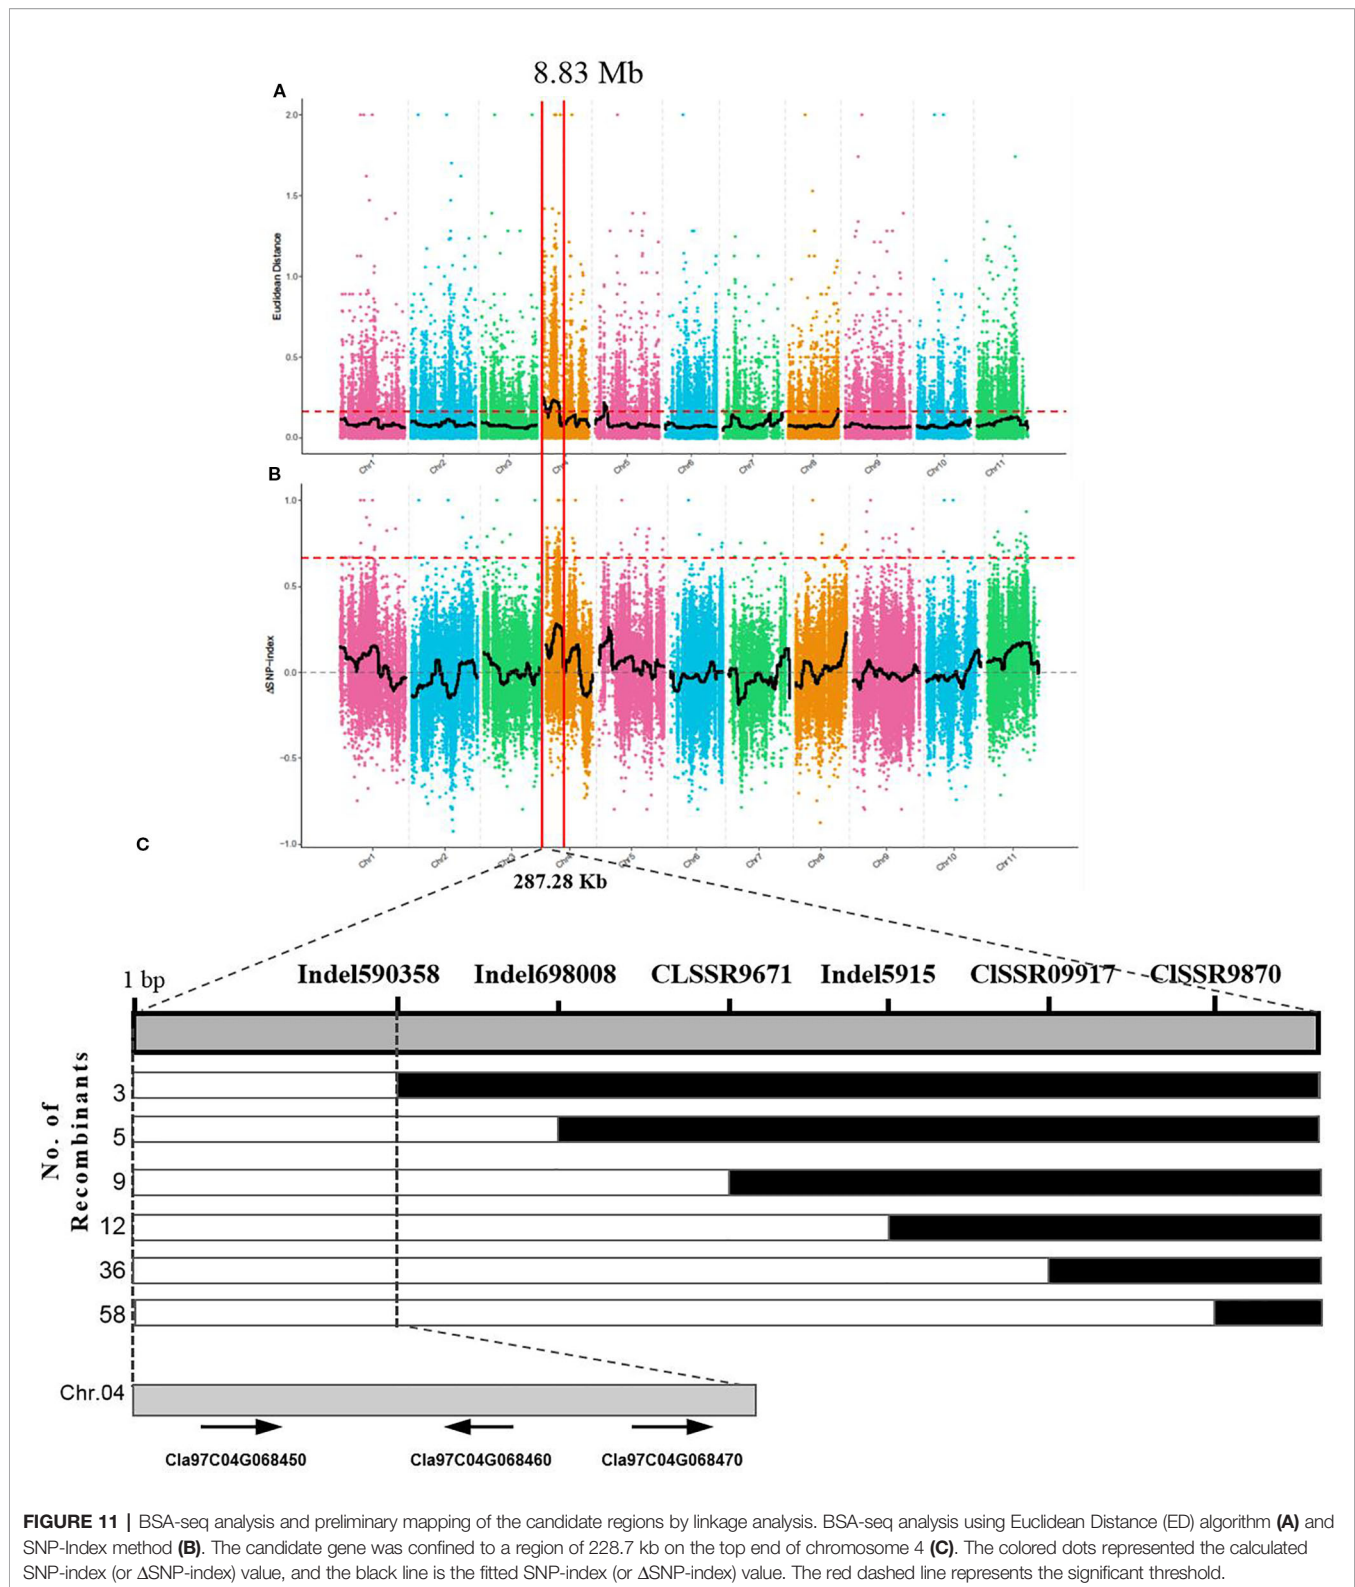 8.83 Mb
A
2.0
1.5
1.0
0.5
0.0
Euclidean Distance
Chr1 Chr2 Chr3 Chr4 Chr5 Chr6 Chr7 Chr8 Chr9 Chr10 Chr11
B
1.0
0.5
0.0
-0.5
-1.0
ΔSNP-index
Chr1 Chr2 Chr3 Chr4 Chr5 Chr6 Chr7 Chr8 Chr9 Chr10 Chr11
C
287.28 Kb
1 bp Indel590358 Indel698008 CLSSR9671 Indel5915 ClSSR09917 ClSSR9870
No. of
Recombinants
3
5
9
12
36
58
Chr.04
Cla97C04G068450 Cla97C04G068460 Cla97C04G068470
FIGURE 11 | BSA-seq analysis and preliminary mapping of the candidate regions by linkage analysis. BSA-seq analysis using Euclidean Distance (ED) algorithm (A) and
SNP-Index method (B). The candidate gene was confined to a region of 228.7 kb on the top end of chromosome 4 (C). The colored dots represented the calculated
SNP-index (or ΔSNP-index) value, and the black line is the fitted SNP-index (or ΔSNP-index) value. The red dashed line represents the significant threshold.